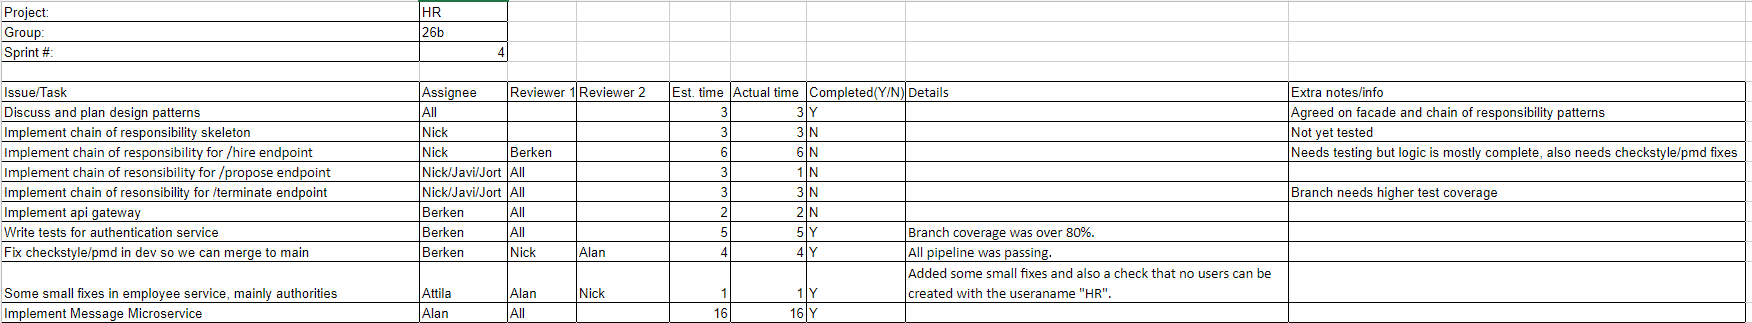 Project: HR
Group: 26b
Sprint #: 4
Issue/Task Assignee Reviewer 1 Reviewer 2 Est. time Actual time Completed(Y/N) Details Extra notes/info
Discuss and plan design patterns All 3 3 Y Agreed on facade and chain of responsibility patterns
Implement chain of responsibility skeleton Nick 3 3 N Not yet tested
Implement chain of responsibility for /hire endpoint Nick Berken 6 6 N Needs testing but logic is mostly complete, also needs checkstyle/pmd fixes
Implement chain of resonsibility for /propose endpoint Nick/Javi/Jort All 3 1 N
Implement chain of resonsibility for /terminate endpoint Nick/Javi/Jort All 3 3 N Branch needs higher test coverage
Implement api gateway Berken All 2 2 N
Write tests for authentication service Berken All 5 5 Y Branch coverage was over 80%.
Fix checkstyle/pmd in dev so we can merge to main Berken Nick Alan 4 4 Y All pipeline was passing.
Added some small fixes and also a check that no users can be
Some small fixes in employee service, mainly authorities Attila Alan Nick 1 1 Y created with the useraname "HR".
Implement Message Microservice Alan All 16 16 Y